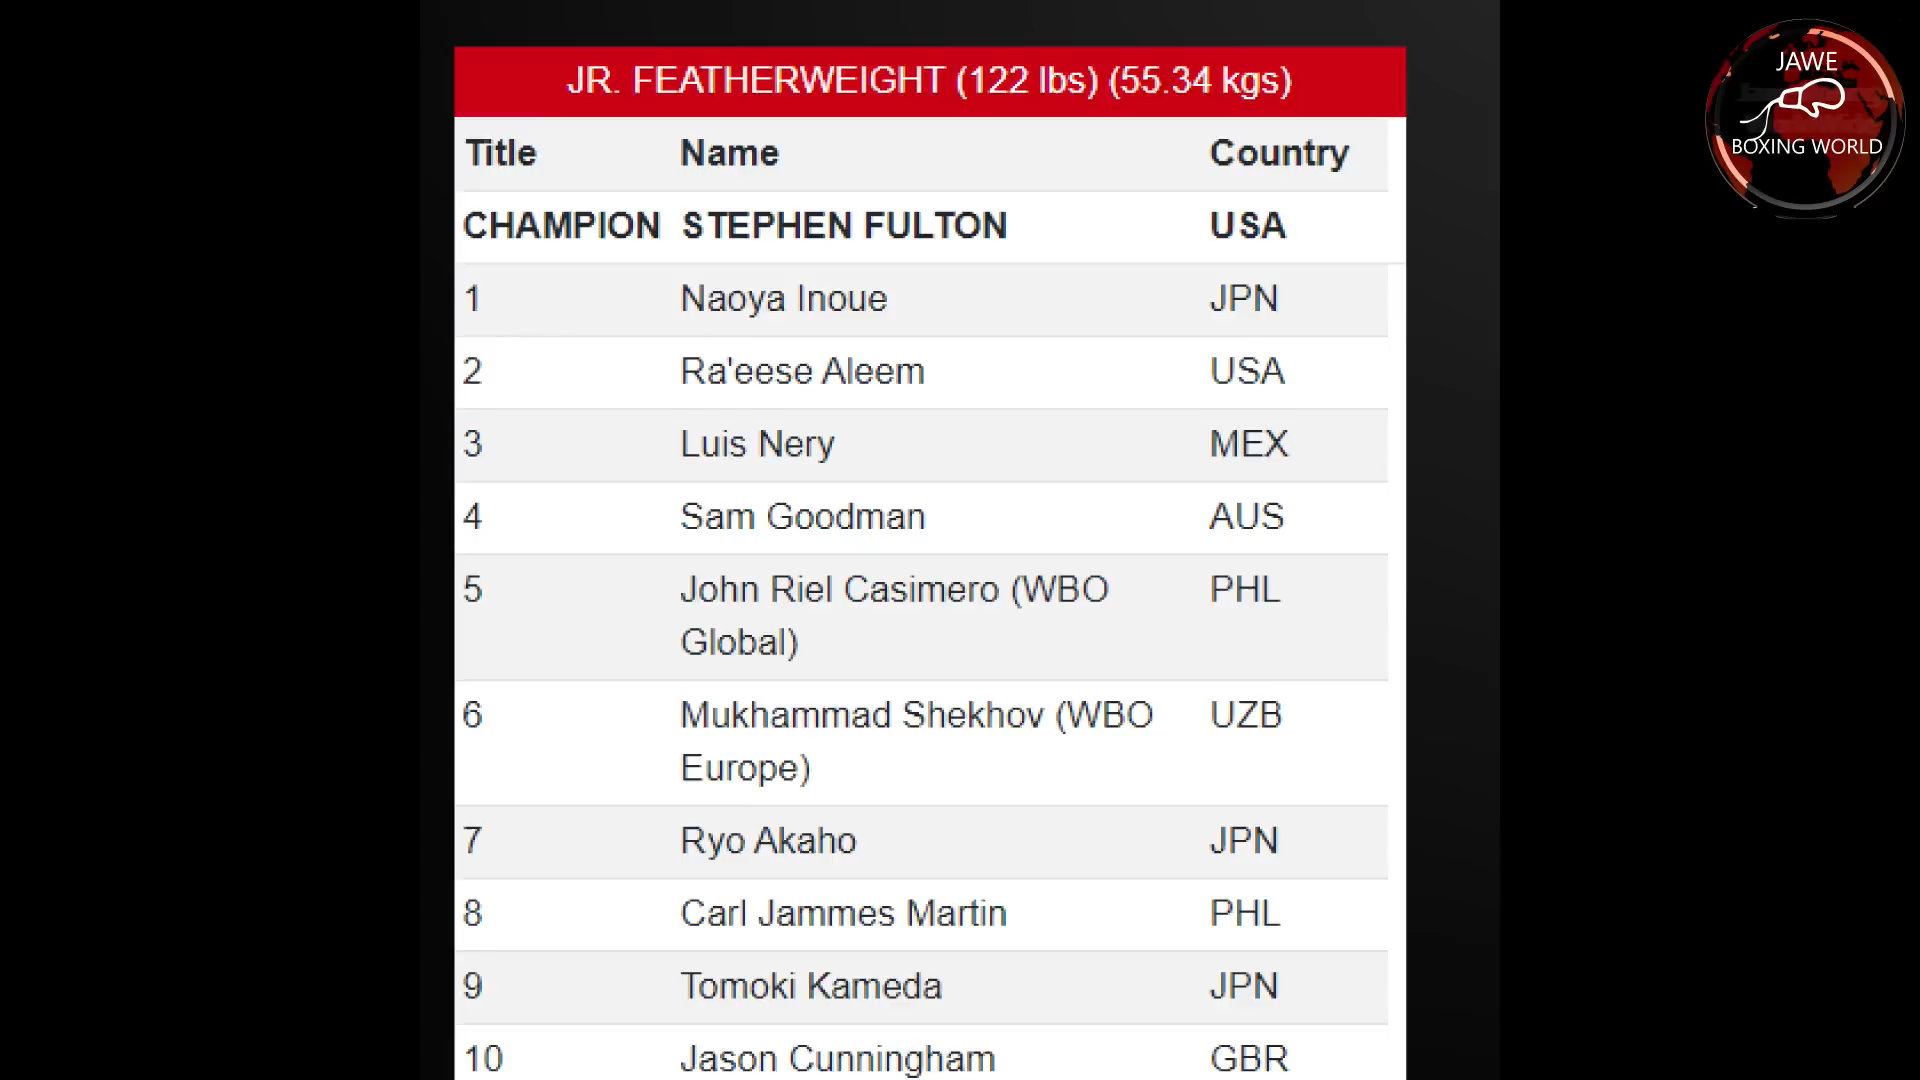 JR. FEATHERWEIGHT (122 lbs) (55.34 kgs)
Title Name Country
CHAMPION STEPHEN FULTON USA
1 Naoya Inoue JPN
2 Ra'eese Aleem USA
3 Luis Nery MEX
4 Sam Goodman AUS
5 John Riel Casimero (WBO PHL
Global)
6 Mukhammad Shekhov (WBO UZB
Europe)
7 Ryo Akaho JPN
8 Carl Jammes Martin PHL
9 Tomoki Kameda JPN
10 Jason Cunningham GBR
JAWE
BOXING WORLD